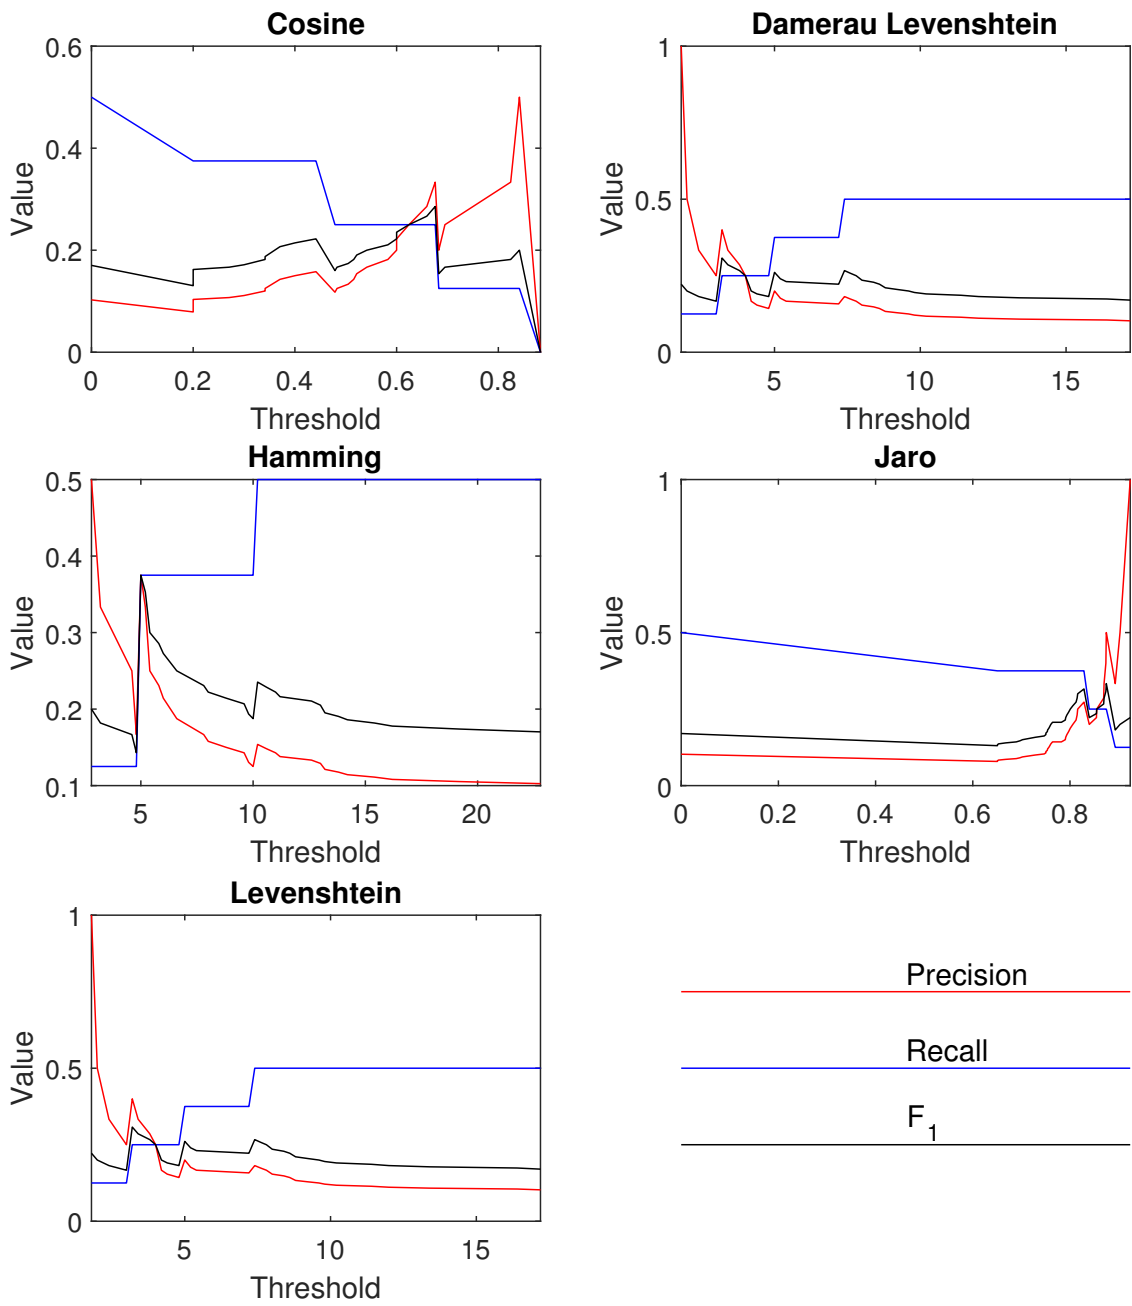 Cosine
0.6
0.4
0.2
0
Value
0
0.2
0.4
0.6
0.8
Threshold
Damerau Levenshtein
1
0.5
0
Value
5
10
15
Threshold
Hamming
0.5
0.4
0.3
0.2
0.1
Value
5
10
15
20
Threshold
Jaro
1
0.5
0
Value
0
0.2
0.4
0.6
0.8
Threshold
Levenshtein
1
0.5
0
Value
5
10
15
Threshold
Precision
Recall
F1